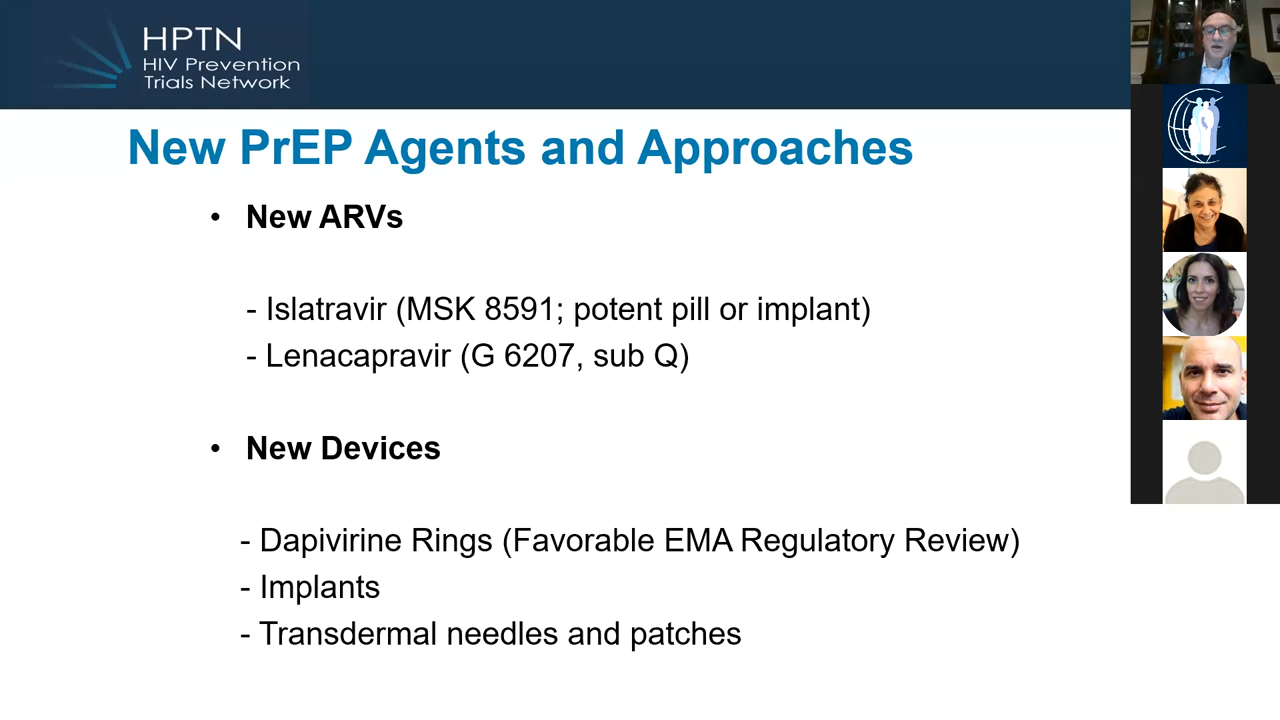 HPTN
HIV Prevention
Trials Network
New PrEP Agents and Approaches
• New ARVs
- Islatravir (MSK 8591; potent pill or implant)
- Lenacapravir (G 6207, sub Q)
• New Devices
- Dapivirine Rings (Favorable EMA Regulatory Review)
- Implants
- Transdermal needles and patches